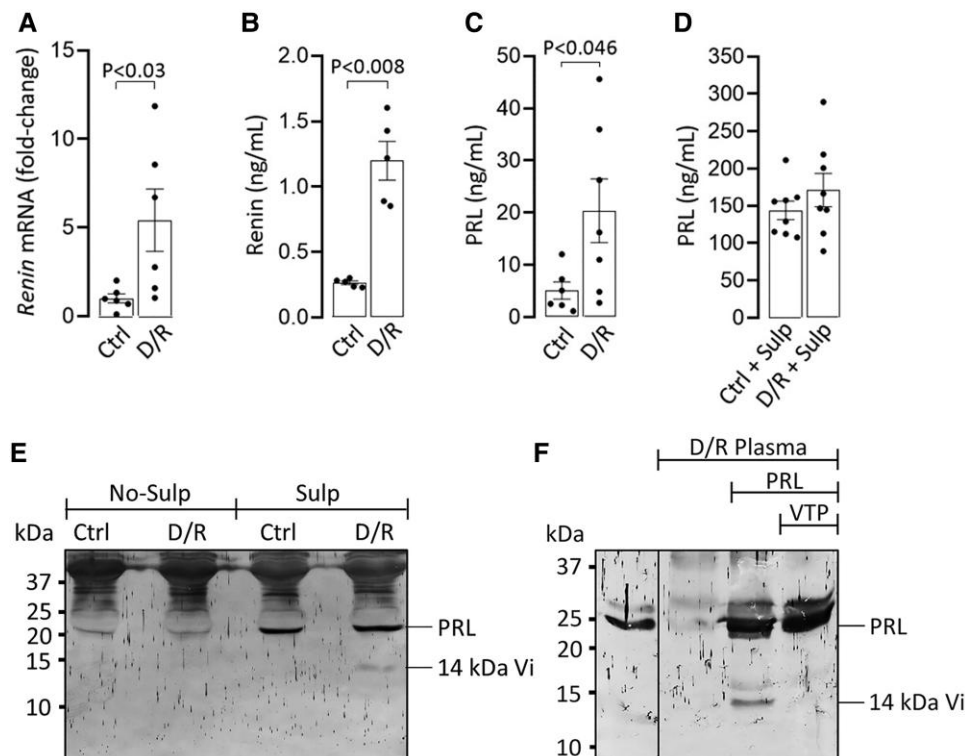 A
Renin mRNA (fold-change)
15
10
5
0
P<0.03
Ctrl
D/R
B
Renin (ng/mL)
2.0
1.5
1.0
0.5
0.0
P<0.008
Ctrl
D/R
C
PRL (ng/mL)
50
40
30
20
10
0
P<0.046
Ctrl
D/R
D
PRL (ng/mL)
350
300
250
200
150
100
50
0
Ctrl + Sulp
D/R + Sulp
E
No-Sulp Sulp
kDa Ctrl D/R Ctrl D/R
37
25
20
15
10
PRL
14 kDa Vi
F
D/R Plasma
PRL
VTP
kDa
37
25
20
15
10
PRL
14 kDa Vi